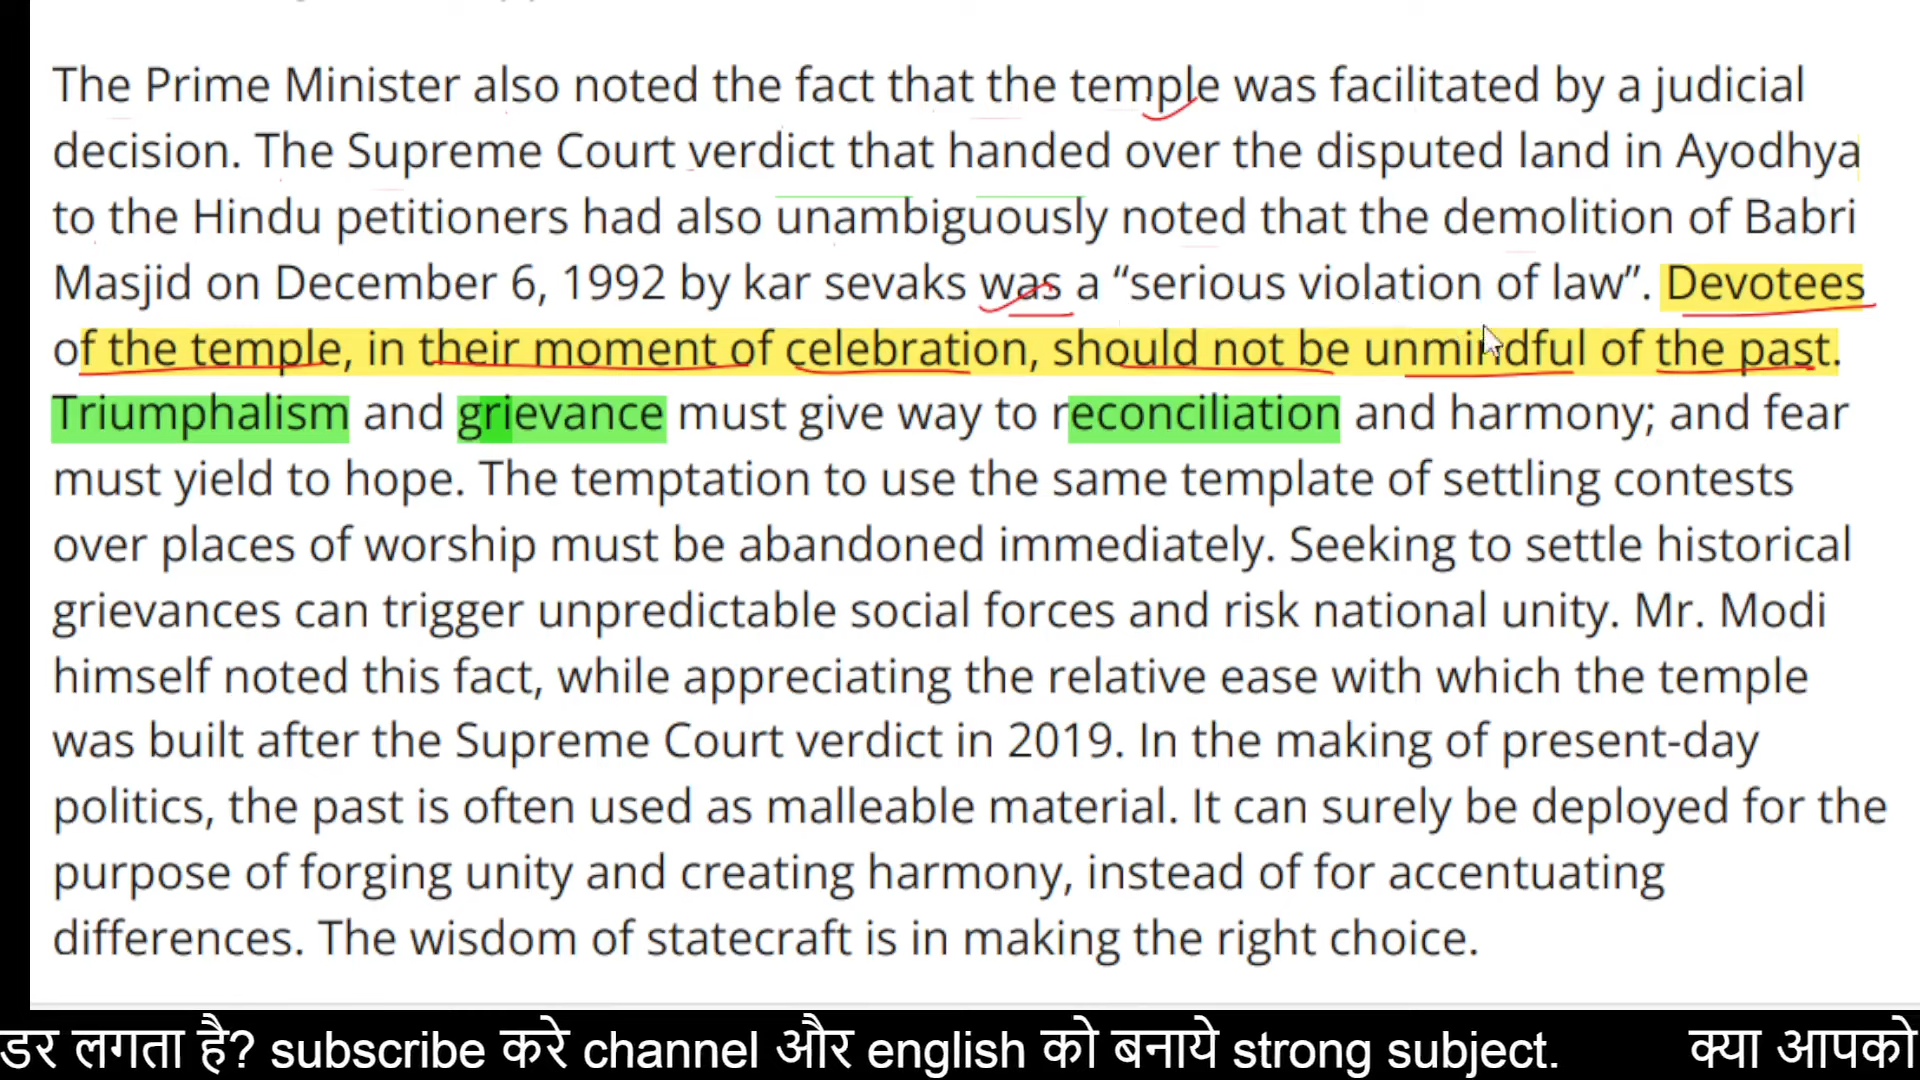 The Prime Minister also noted the fact that the temple was facilitated by a judicial
decision. The Supreme Court verdict that handed over the disputed land in Ayodhya
to the Hindu petitioners had also unambiguously noted that the demolition of Babri
Masjid on December 6, 1992 by kar sevaks was a “serious violation of law”. Devotees
of the temple, in their moment of celebration, should not be unmindful of the past.
Triumphalism and grievance must give way to reconciliation and harmony; and fear
must yield to hope. The temptation to use the same template of settling contests
over places of worship must be abandoned immediately. Seeking to settle historical
grievances can trigger unpredictable social forces and risk national unity. Mr. Modi
himself noted this fact, while appreciating the relative ease with which the temple
was built after the Supreme Court verdict in 2019. In the making of present-day
politics, the past is often used as malleable material. It can surely be deployed for the
purpose of forging unity and creating harmony, instead of for accentuating
differences. The wisdom of statecraft is in making the right choice.
डर लगता है? subscribe करे channel और english को बनाये strong subject. क्या आपको